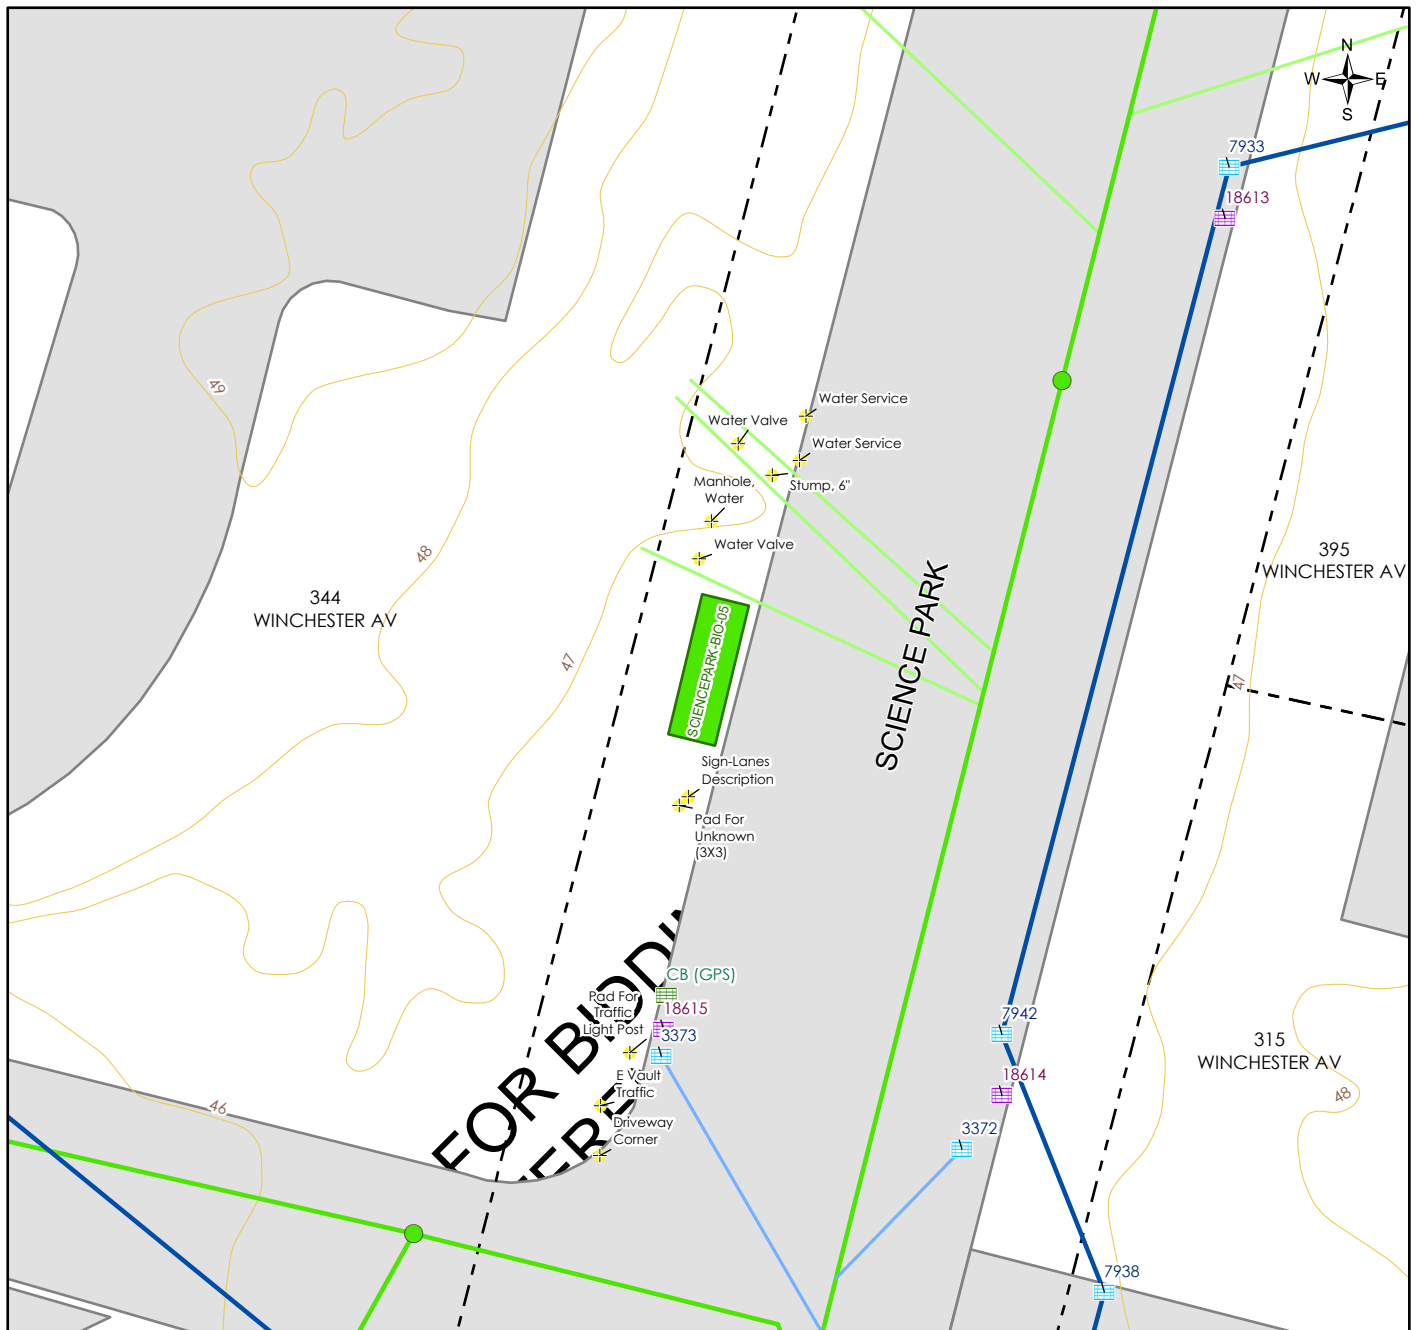 N
W E
S
7933
18613
49
Water Service
Water Valve
Water Service
Manhole,
Water
Stump, 6"
Water Valve
48
395
WINCHESTER AV
344
WINCHESTER AV
SCIENCE PARK
SCIENCEPARK-BIO-05
47
47
Sign-Lanes
Description
Pad For
Unknown
(3X3)
FOR
CB (GPS)
Pad For
Traffic
Light Post
18615
3373
7942
315
WINCHESTER AV
18614
E Vault
Traffic
48
46
Driveway
Corner
3372
7938